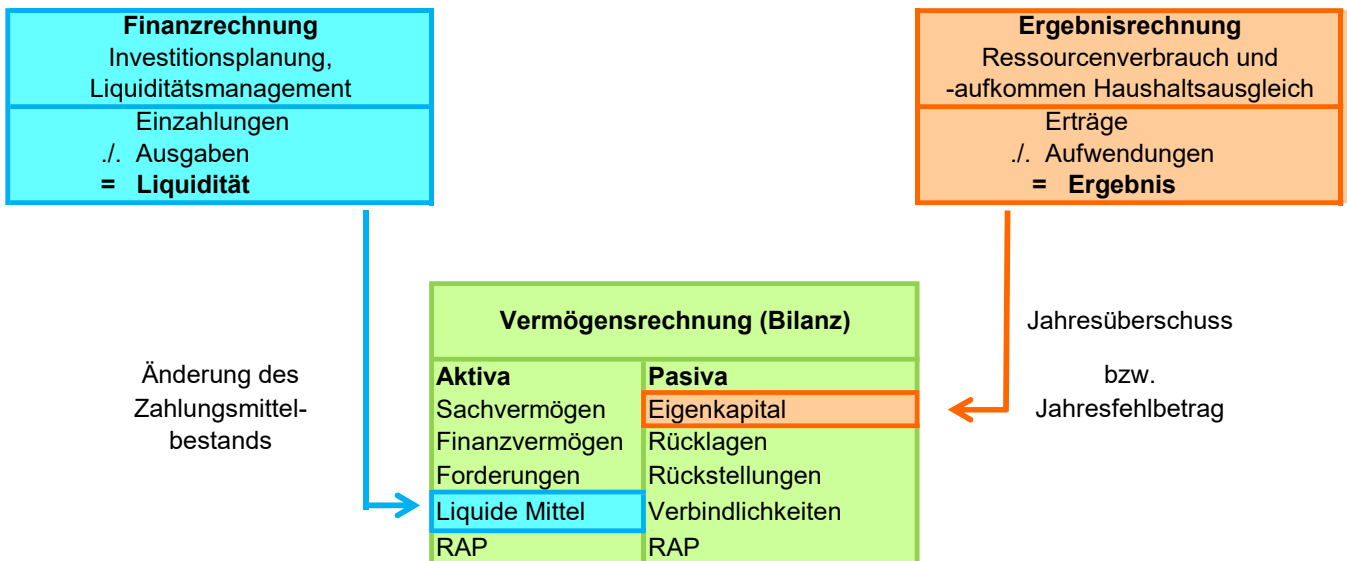 Finanzrechnung
Investitionsplanung,
Liquiditätsmanagement
Einzahlungen
./. Ausgaben
= Liquidität
Ergebnisrechnung
Ressourcenverbrauch und
-aufkommen Haushaltsausgleich
Erträge
./. Aufwendungen
= Ergebnis
Änderung des
Zahlungsmittel-
bestands
Vermögensrechnung (Bilanz)
Aktiva Pasiva
Sachvermögen Eigenkapital
Finanzvermögen Rücklagen
Forderungen Rückstellungen
Liquide Mittel Verbindlichkeiten
RAP RAP
Jahresüberschuss
bzw.
Jahresfehlbetrag